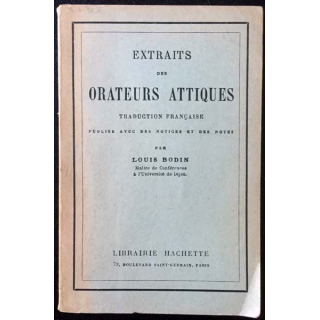 EXTRAITS
DES
ORATEURS ATTIQUES
TRADUCTION FRANÇAISE
PUBLIÉE AVEC DES NOTICES ET DES NOTES
PAR
LOUIS BODIN
Maître de Conférences
à l'Université de Dijon.
LIBRAIRIE HACHETTE
79, BOULEVARD SAINT-GERMAIN, PARIS